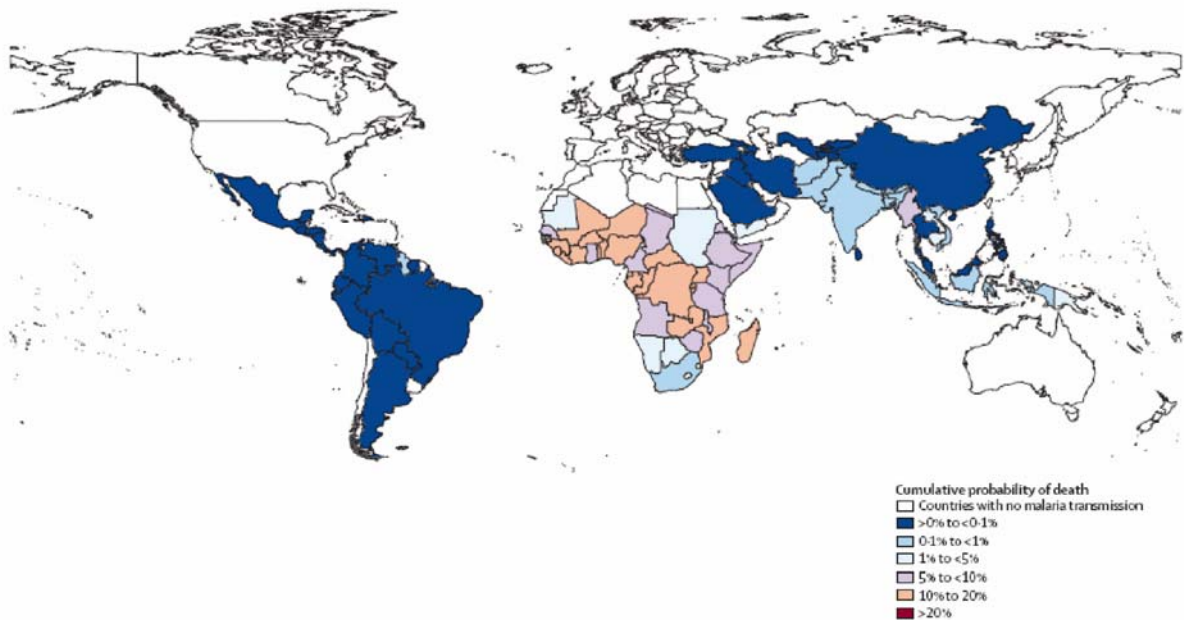 Cumulative probability of death
Countries with no malaria transmission
>0% to <0·1%
0·1% to <1%
1% to <5%
5% to <10%
10% to 20%
>20%